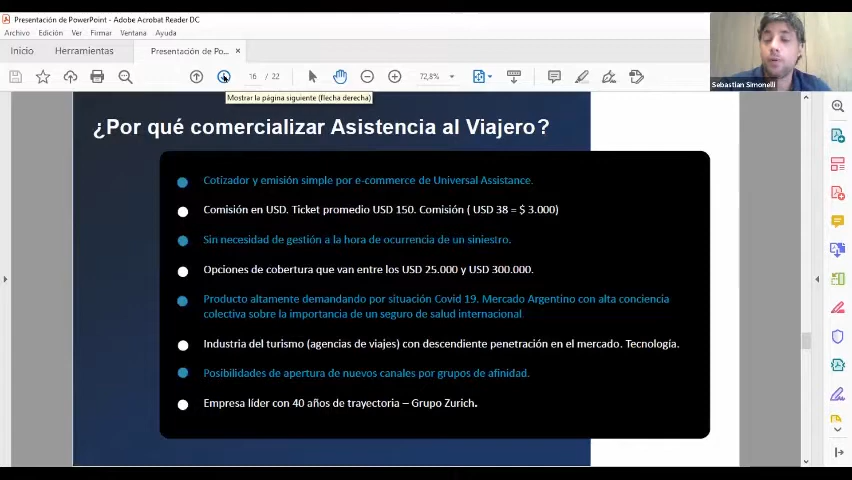 Presentación de PowerPoint - Adobe Acrobat Reader DC
Archivo Edición Ver Firmar Ventana Ayuda
Inicio Herramientas Presentación de Po... ×
16 / 22 72,8%
Mostrar la página siguiente (Flecha derecha)
Sebastian Simonelli
¿Por qué comercializar Asistencia al Viajero?
Cotizador y emisión simple por e-commerce de Universal Assistance.
Comisión en USD. Ticket promedio USD 150. Comisión ( USD 38 = $ 3.000)
Sin necesidad de gestión a la hora de ocurrencia de un siniestro.
Opciones de cobertura que van entre los USD 25.000 y USD 300.000.
Producto altamente demandando por situación Covid 19. Mercado Argentino con alta conciencia
colectiva sobre la importancia de un seguro de salud internacional
Industria del turismo (agencias de viajes) con descendiente penetración en el mercado. Tecnología.
Posibilidades de apertura de nuevos canales por grupos de afinidad.
Empresa líder con 40 años de trayectoria – Grupo Zurich.